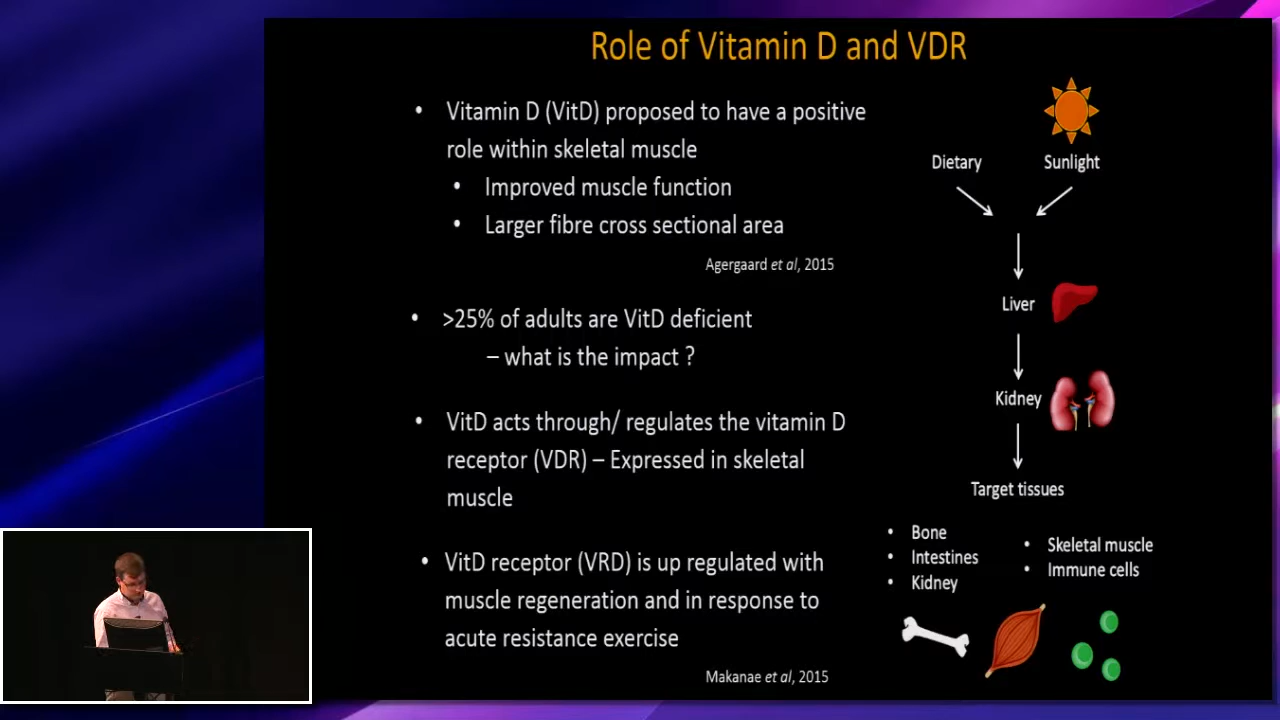 Role of Vitamin D and VDR
• Vitamin D (VitD) proposed to have a positive
role within skeletal muscle
• Improved muscle function
• Larger fibre cross sectional area
Agergaard et al, 2015
• >25% of adults are VitD deficient
– what is the impact ?
• VitD acts through/ regulates the vitamin D
receptor (VDR) – Expressed in skeletal
muscle
• VitD receptor (VRD) is up regulated with
muscle regeneration and in response to
acute resistance exercise
Makanae et al, 2015
Dietary
Sunlight
Liver
Kidney
Target tissues
• Bone
• Intestines
• Kidney
• Skeletal muscle
• Immune cells